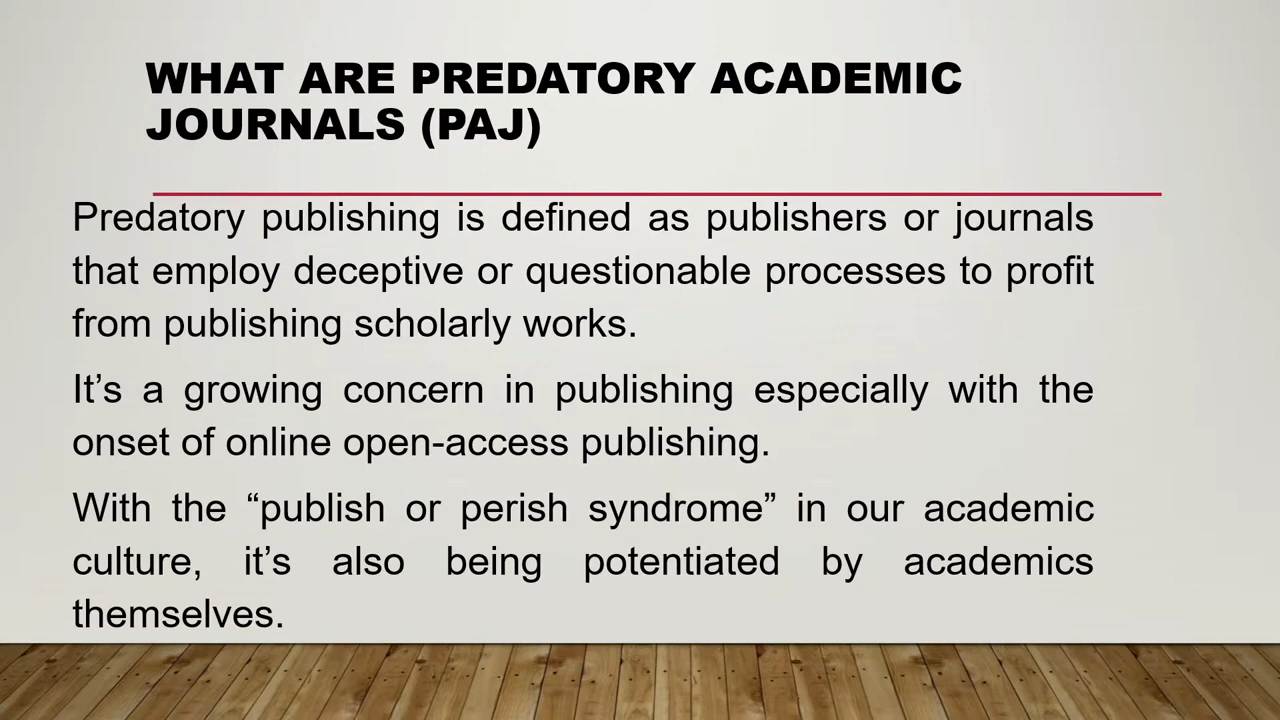 WHAT ARE PREDATORY ACADEMIC
JOURNALS (PAJ)
Predatory publishing is defined as publishers or journals
that employ deceptive or questionable processes to profit
from publishing scholarly works.
It’s a growing concern in publishing especially with the
onset of online open-access publishing.
With the “publish or perish syndrome” in our academic
culture, it’s also being potentiated by academics
themselves.